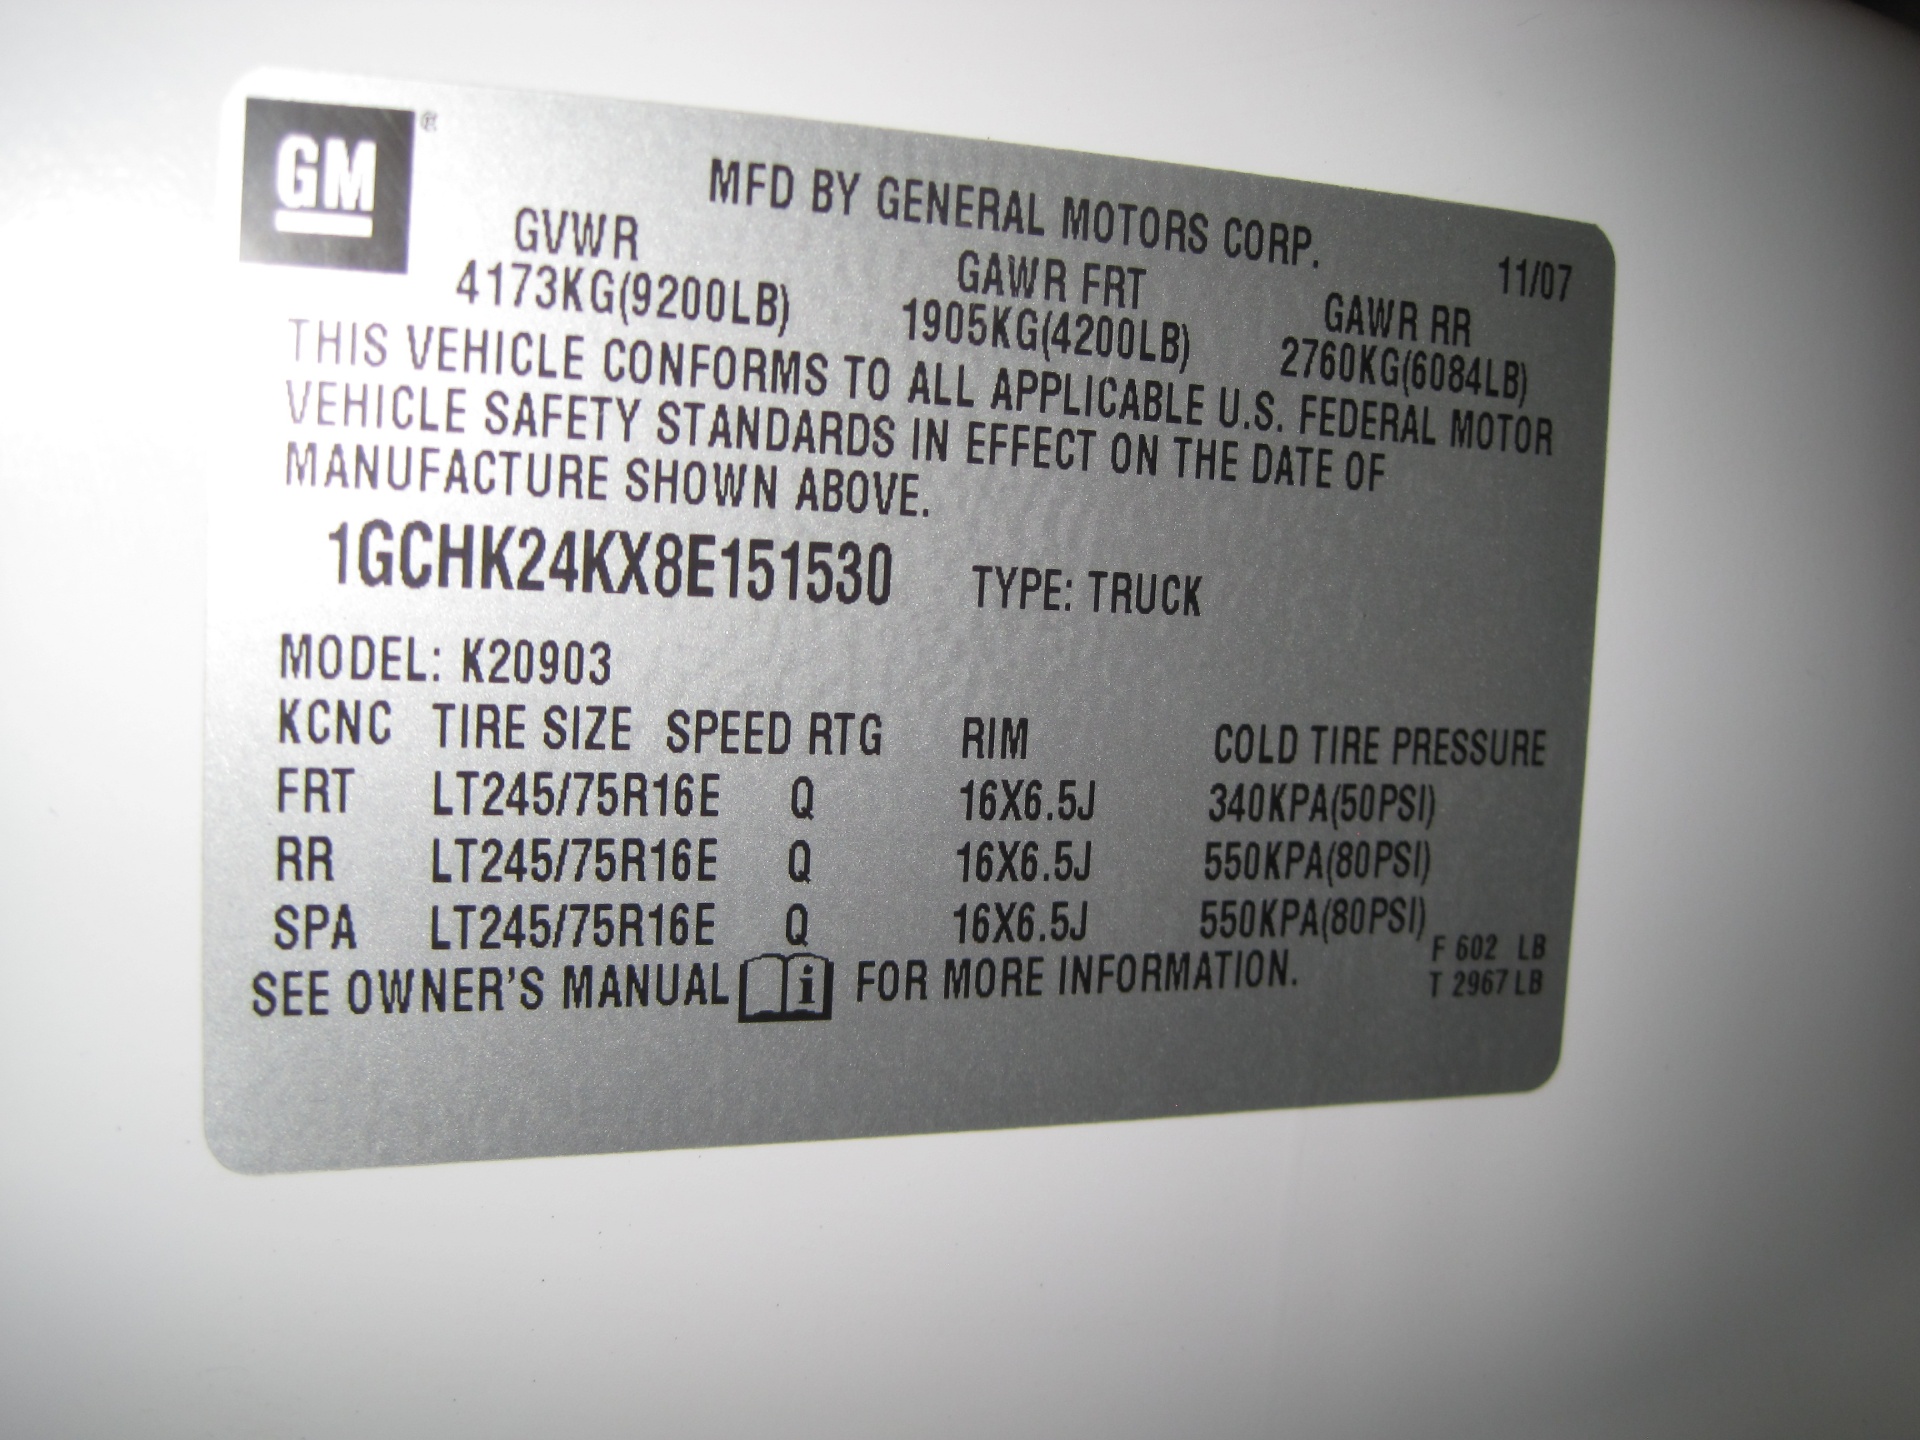 GM ®
MFD BY GENERAL MOTORS CORP.
11/07
GVWR GAWR FRT GAWR RR
4173KG(9200LB) 1905KG(4200LB) 2760KG(6084LB)
THIS VEHICLE CONFORMS TO ALL APPLICABLE U.S. FEDERAL MOTOR
VEHICLE SAFETY STANDARDS IN EFFECT ON THE DATE OF
MANUFACTURE SHOWN ABOVE.
1GCHK24KX8E151530 TYPE: TRUCK
MODEL: K20903
KCNC TIRE SIZE SPEED RTG RIM COLD TIRE PRESSURE
FRT LT245/75R16E Q 16X6.5J 340KPA(50PSI)
RR LT245/75R16E Q 16X6.5J 550KPA(80PSI)
SPA LT245/75R16E Q 16X6.5J 550KPA(80PSI)
F 602 LB
SEE OWNER'S MANUAL i FOR MORE INFORMATION.
T 2967 LB